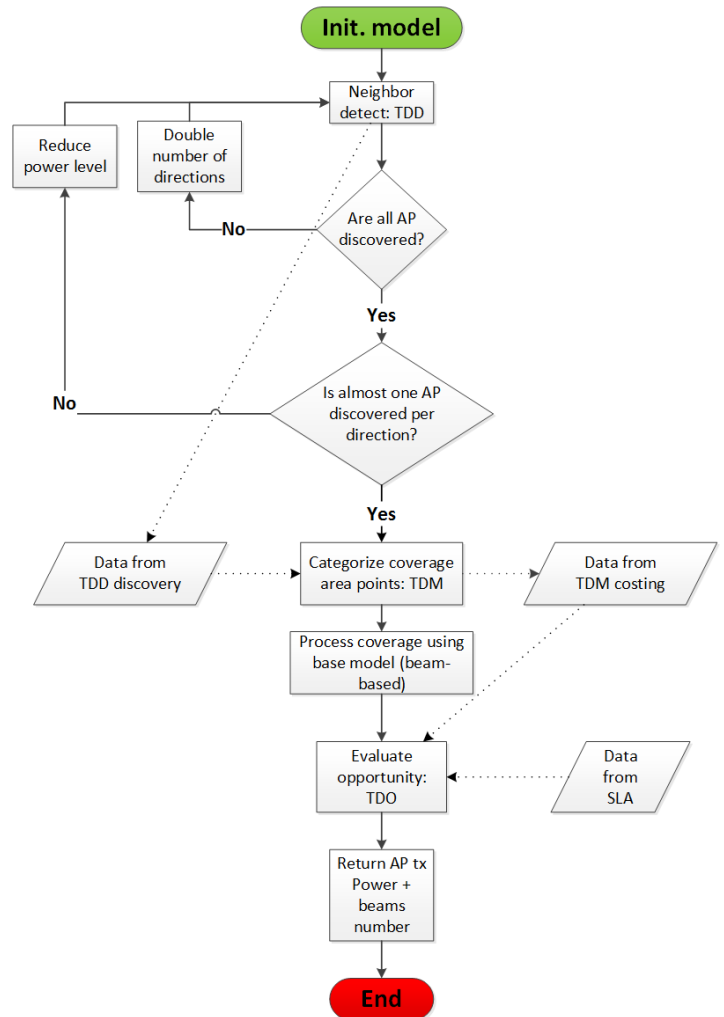 Init. model
Neighbor
detect: TDD
Reduce
power level
Double
number of
directions
Are all AP
discovered?
No
Yes
Is almost one AP
discovered per
direction?
No
Yes
Data from
TDD discovery
Categorize coverage
area points: TDM
Data from
TDM costing
Process coverage using
base model (beam-
based)
Evaluate
opportunity:
TDO
Data
from
SLA
Return AP tx
Power +
beams
number
End